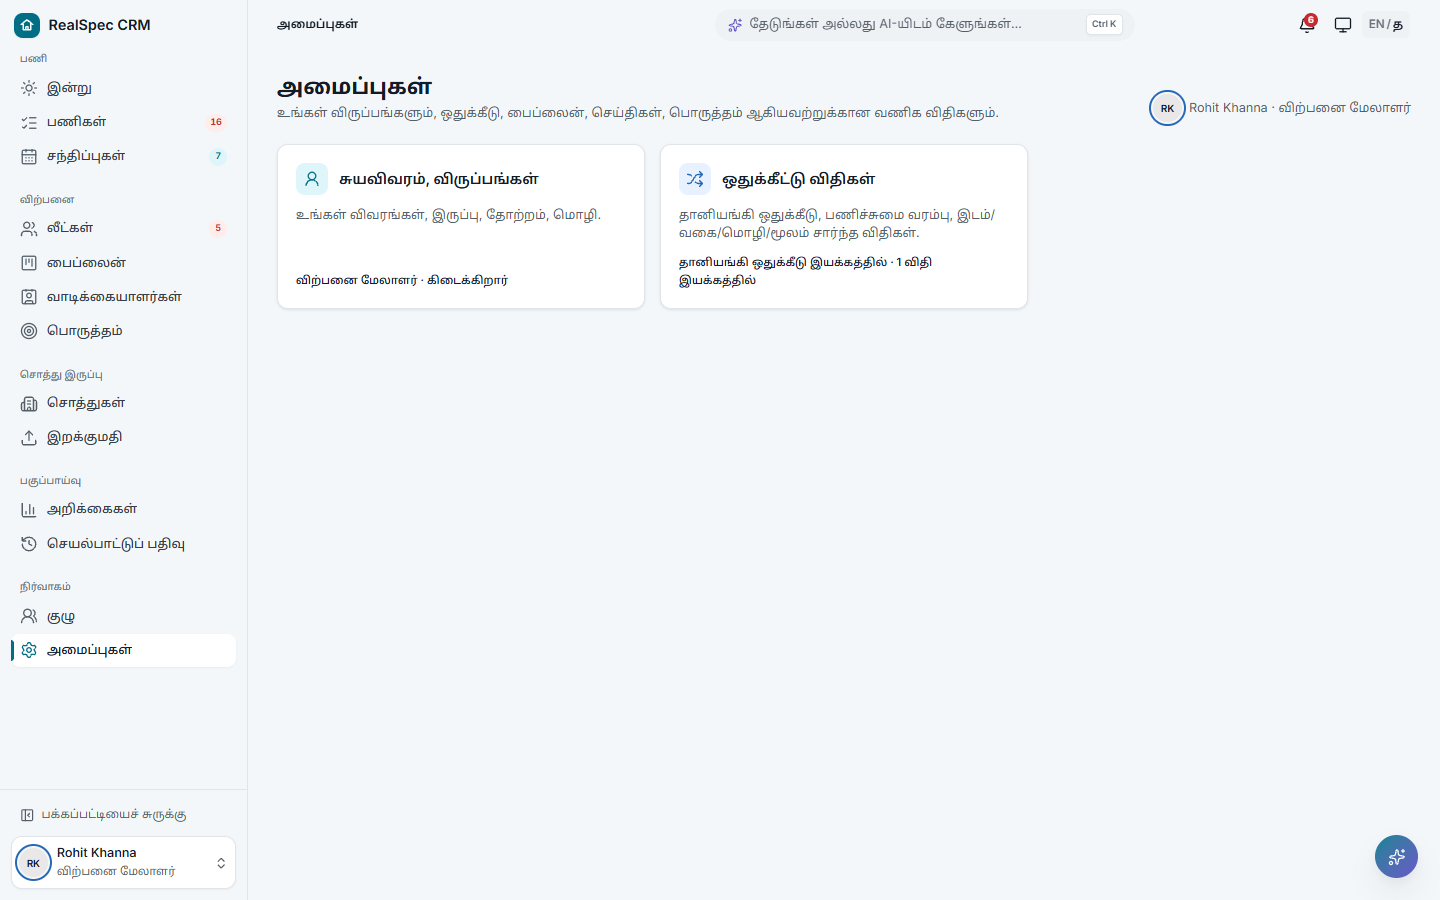 RealSpec CRM
பணி
இன்று
பணிகள் 16
சந்திப்புகள் 7
விற்பனை
லீட்கள் 5
பைப்லைன்
வாடிக்கையாளர்கள்
பொருத்தம்
சொத்து இருப்பு
சொத்துகள்
இறக்குமதி
பகுப்பாய்வு
அறிக்கைகள்
செயல்பாட்டுப் பதிவு
நிர்வாகம்
குழு
அமைப்புகள்
பக்கப்பட்டியைச் சுருக்கு
RK
Rohit Khanna
விற்பனை மேலாளர்
அமைப்புகள்
தேடுங்கள் அல்லது AI-யிடம் கேளுங்கள்... Ctrl K
6
EN / த
அமைப்புகள்
உங்கள் விருப்பங்களும், ஒதுக்கீடு, பைப்லைன், செய்திகள், பொருத்தம் ஆகியவற்றுக்கான வணிக விதிகளும்.
RK Rohit Khanna · விற்பனை மேலாளர்
சுயவிவரம், விருப்பங்கள்
உங்கள் விவரங்கள், இருப்பு, தோற்றம், மொழி.
விற்பனை மேலாளர் · கிடைக்கிறார்
ஒதுக்கீட்டு விதிகள்
தானியங்கி ஒதுக்கீடு, பணிச்சுமை வரம்பு, இடம்/
வகை/மொழி/மூலம் சார்ந்த விதிகள்.
தானியங்கி ஒதுக்கீடு இயக்கத்தில் · 1 விதி
இயக்கத்தில்